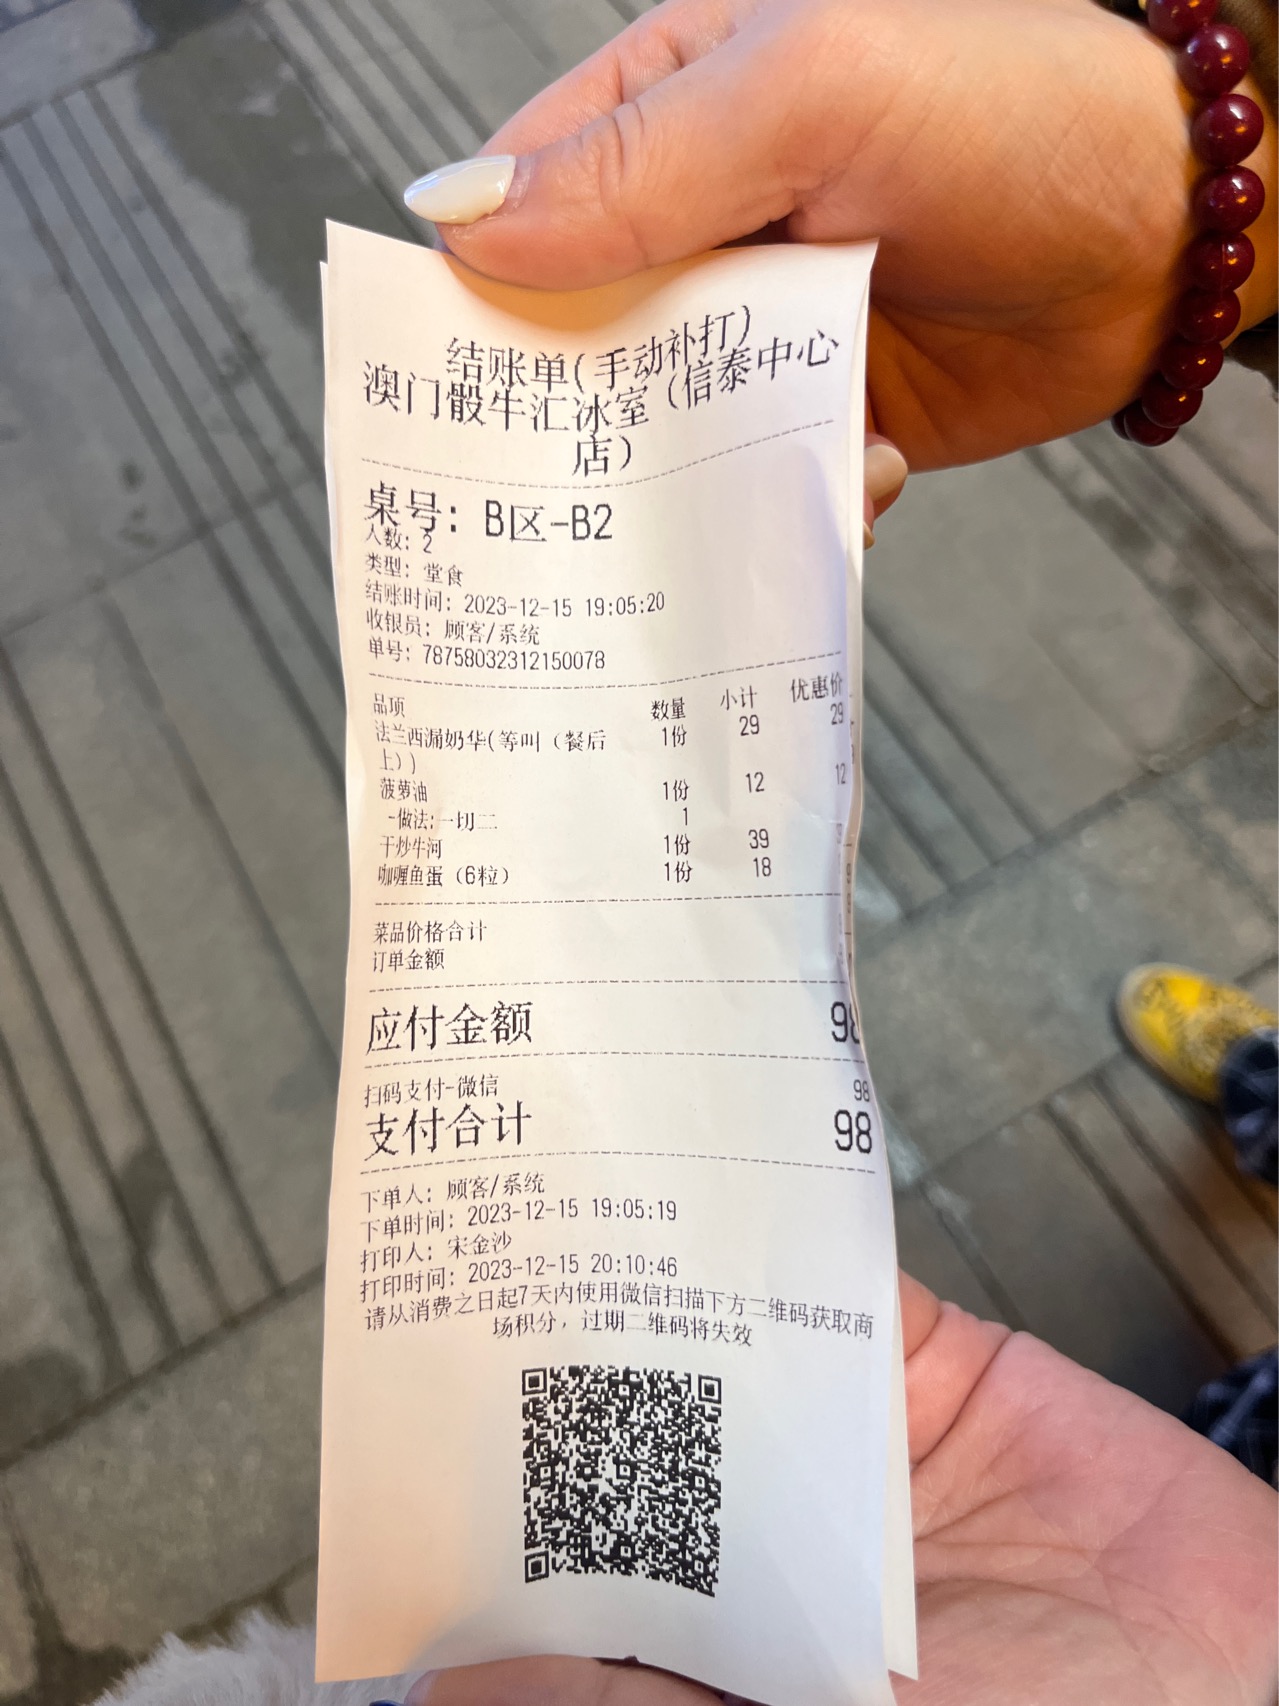 结账单(手动补打)
澳门骰牛汇冰室（信泰中心
店）
桌号: B区-B2
人数: 2
类型: 堂食
结账时间: 2023-12-15 19:05:20
收银员: 顾客/系统
单号: 78758032312150078
品项 数量 小计 优惠价
法兰西漏奶华(等叫（餐后 1份 29 29
上）)
菠萝油 1份 12 12
-做法:一切二 1
干炒牛河 1份 39
咖喱鱼蛋（6粒） 1份 18
菜品价格合计
订单金额
应付金额 98
扫码支付-微信 98
支付合计 98
下单人: 顾客/系统
下单时间: 2023-12-15 19:05:19
打印人: 宋金沙
打印时间: 2023-12-15 20:10:46
请从消费之日起7天内使用微信扫描下方二维码获取商
场积分，过期二维码将失效